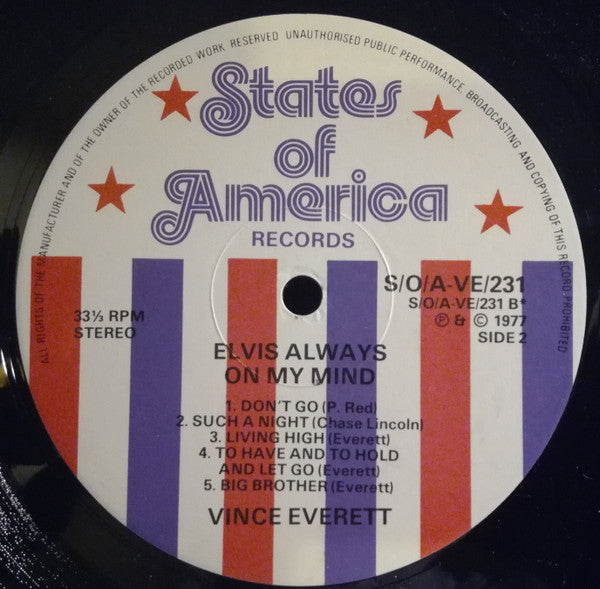 ALL RIGHTS OF THE MANUFACTURER AND OF THE OWNER OF THE RECORDED WORK RESERVED UNAUTHORISED PUBLIC PERFORMANCE, BROADCASTING AND COPYING OF THIS RECORD PROHIBITED
States
of
America
RECORDS
S/O/A-VE/231
S/O/A-VE/231 B*
℗ & © 1977
SIDE 2
33⅓ RPM
STEREO
ELVIS ALWAYS
ON MY MIND
1. DON'T GO (P. Red)
2. SUCH A NIGHT (Chase Lincoln)
3. LIVING HIGH (Everett)
4. TO HAVE AND TO HOLD
AND LET GO (Everett)
5. BIG BROTHER (Everett)
VINCE EVERETT